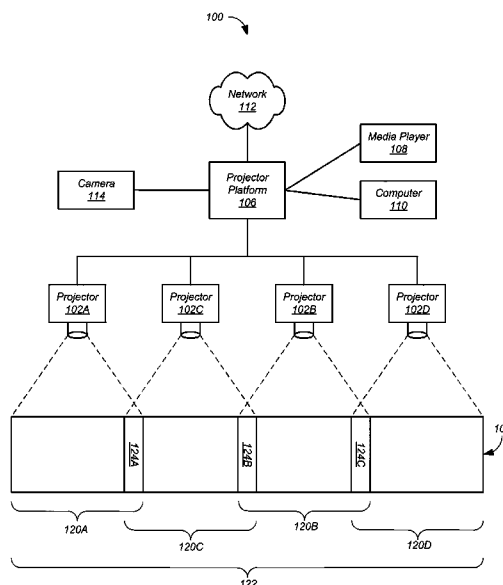 100
Network
112
Media Player
108
Projector
Platform
106
Camera
114
Computer
110
Projector
102A
Projector
102C
Projector
102B
Projector
102D
10
124A
124B
124C
120A
120B
120C
120D
122